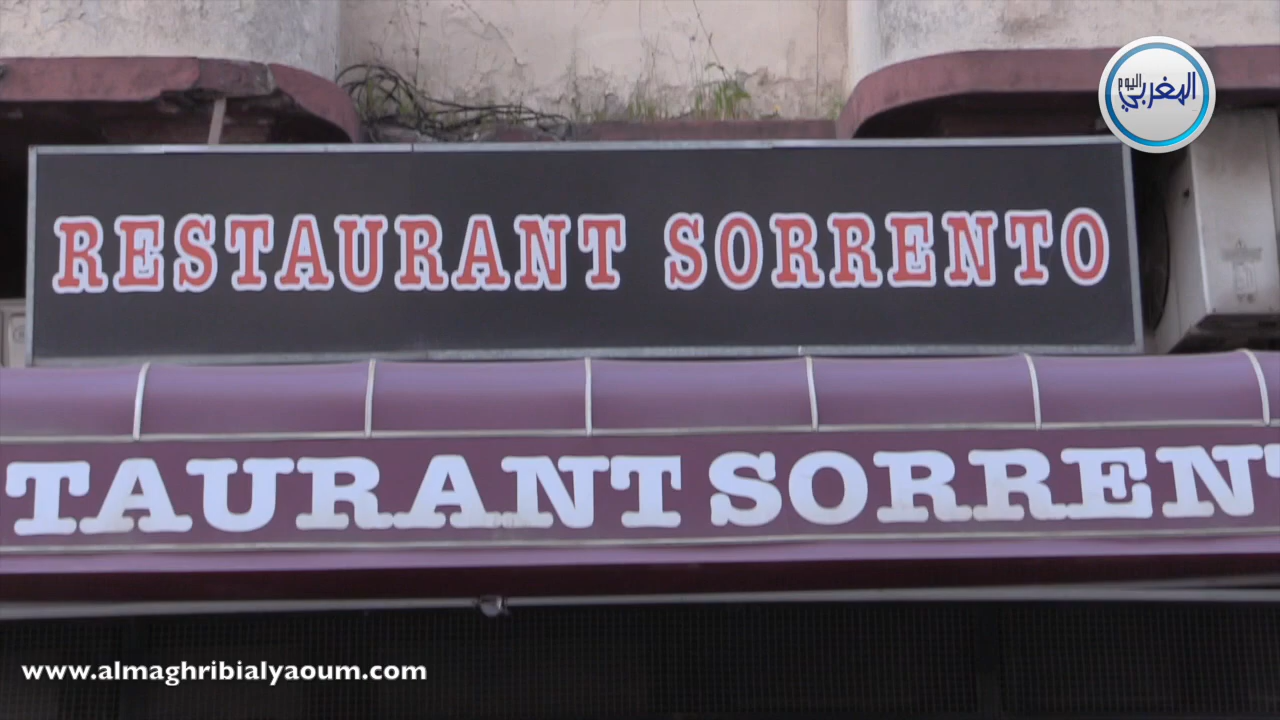 المغربي اليوم
RESTAURANT SORRENTO
TAURANT SORRENT
www.almaghribialyaoum.com